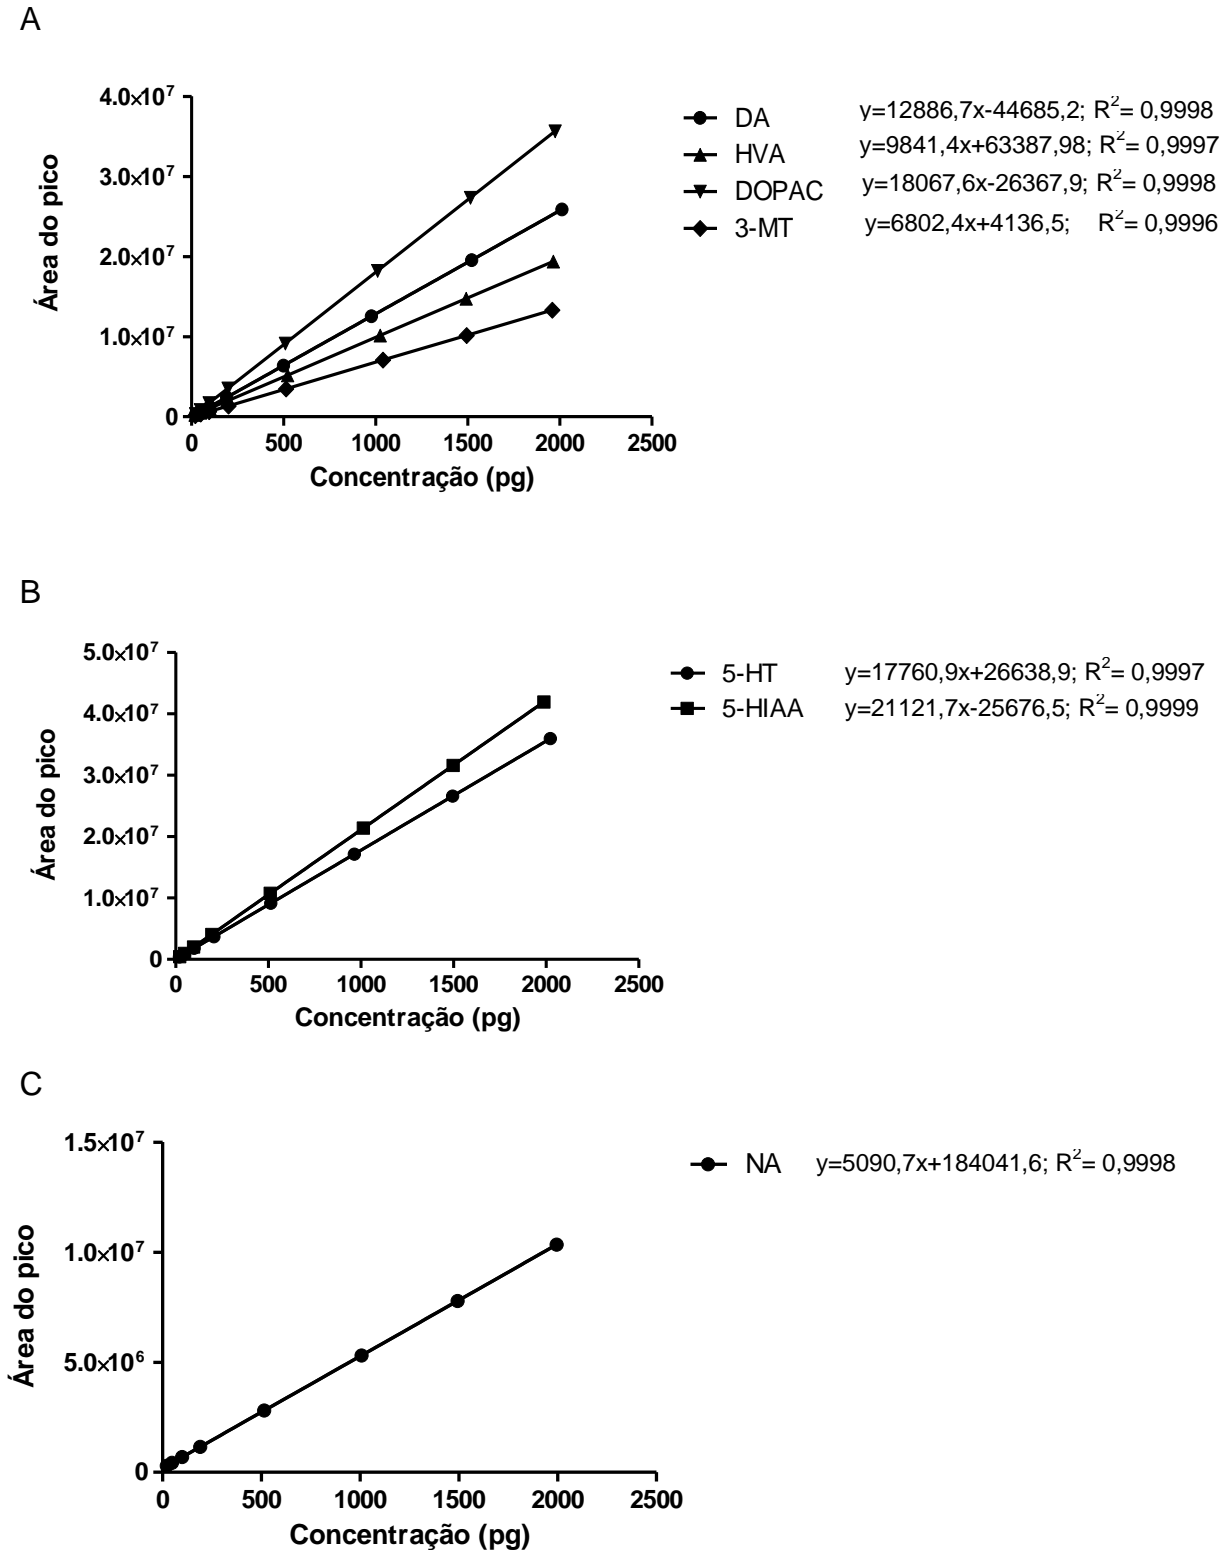 A
4.0×10⁷
3.0×10⁷
2.0×10⁷
1.0×10⁷
0
0 500 1000 1500 2000 2500
Área do pico
Concentração (pg)
DA y=12886,7x-44685,2; R²= 0,9998
HVA y=9841,4x+63387,98; R²= 0,9997
DOPAC y=18067,6x-26367,9; R²= 0,9998
3-MT y=6802,4x+4136,5; R²= 0,9996
B
5.0×10⁷
4.0×10⁷
3.0×10⁷
2.0×10⁷
1.0×10⁷
0
0 500 1000 1500 2000 2500
Área do pico
Concentração (pg)
5-HT y=17760,9x+26638,9; R²= 0,9997
5-HIAA y=21121,7x-25676,5; R²= 0,9999
C
1.5×10⁷
1.0×10⁷
5.0×10⁶
0
0 500 1000 1500 2000 2500
Área do pico
Concentração (pg)
NA y=5090,7x+184041,6; R²= 0,9998